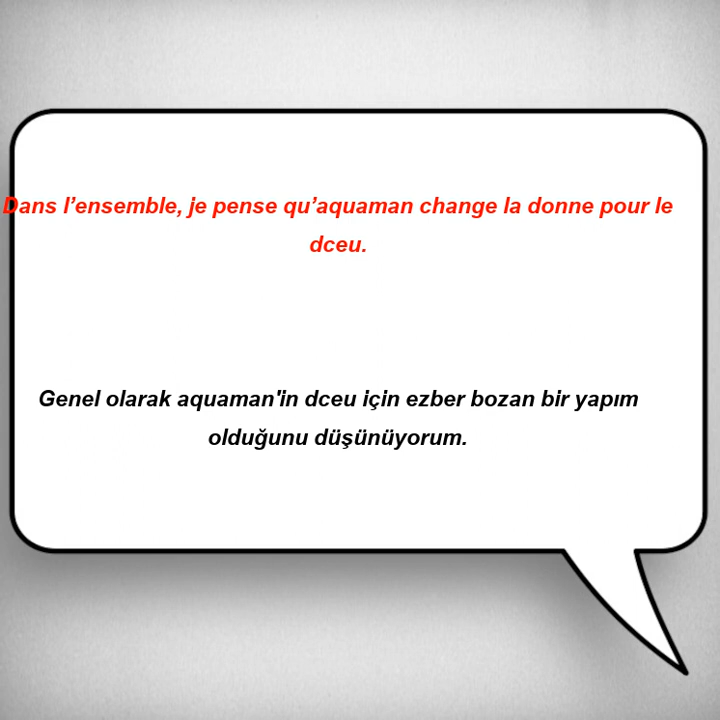 Dans l’ensemble, je pense qu’aquaman change la donne pour le
dceu.
Genel olarak aquaman'in dceu için ezber bozan bir yapım
olduğunu düşünüyorum.